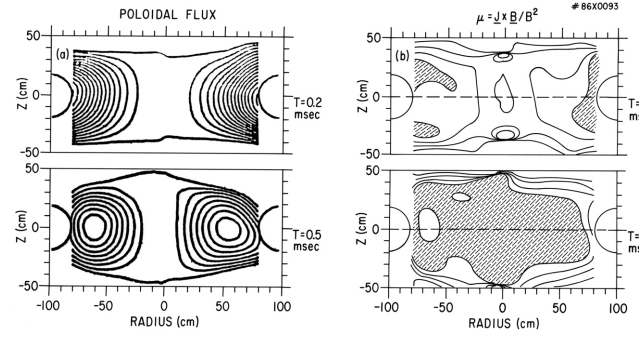 # 86X0093
POLOIDAL FLUX
μ = J x B / B²
(a)
(b)
50
0
-50
Z (cm)
T=0.2
msec
50
0
-50
Z (cm)
T=
ms
50
0
-50
Z (cm)
T=0.5
msec
-100 -50 0 50 100
RADIUS (cm)
50
0
-50
Z (cm)
T=
ms
-100 -50 0 50 100
RADIUS (cm)